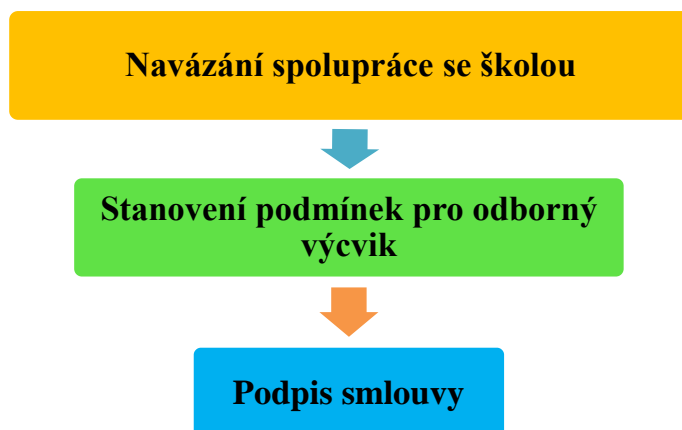 Navázání spolupráce se školou
Stanovení podmínek pro odborný
výcvik
Podpis smlouvy